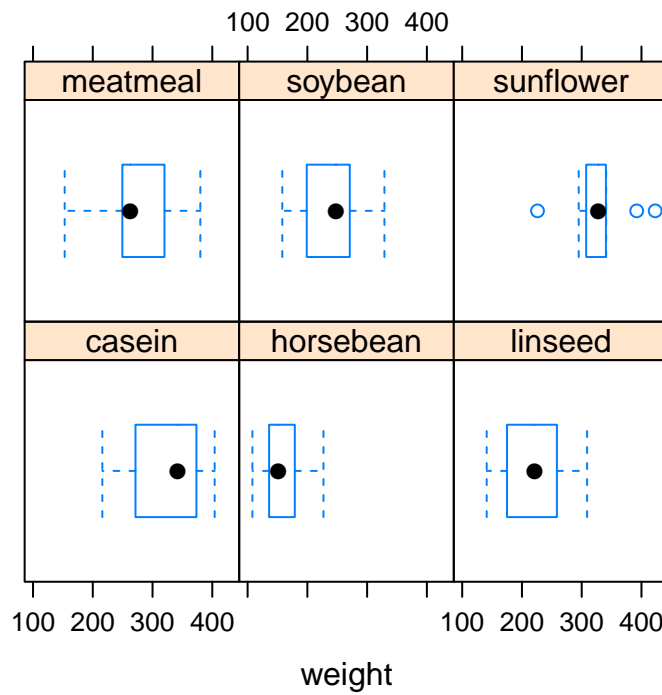 100 200 300 400
meatmeal soybean sunflower
casein horsebean linseed
100 200 300 400 100 200 300 400
weight